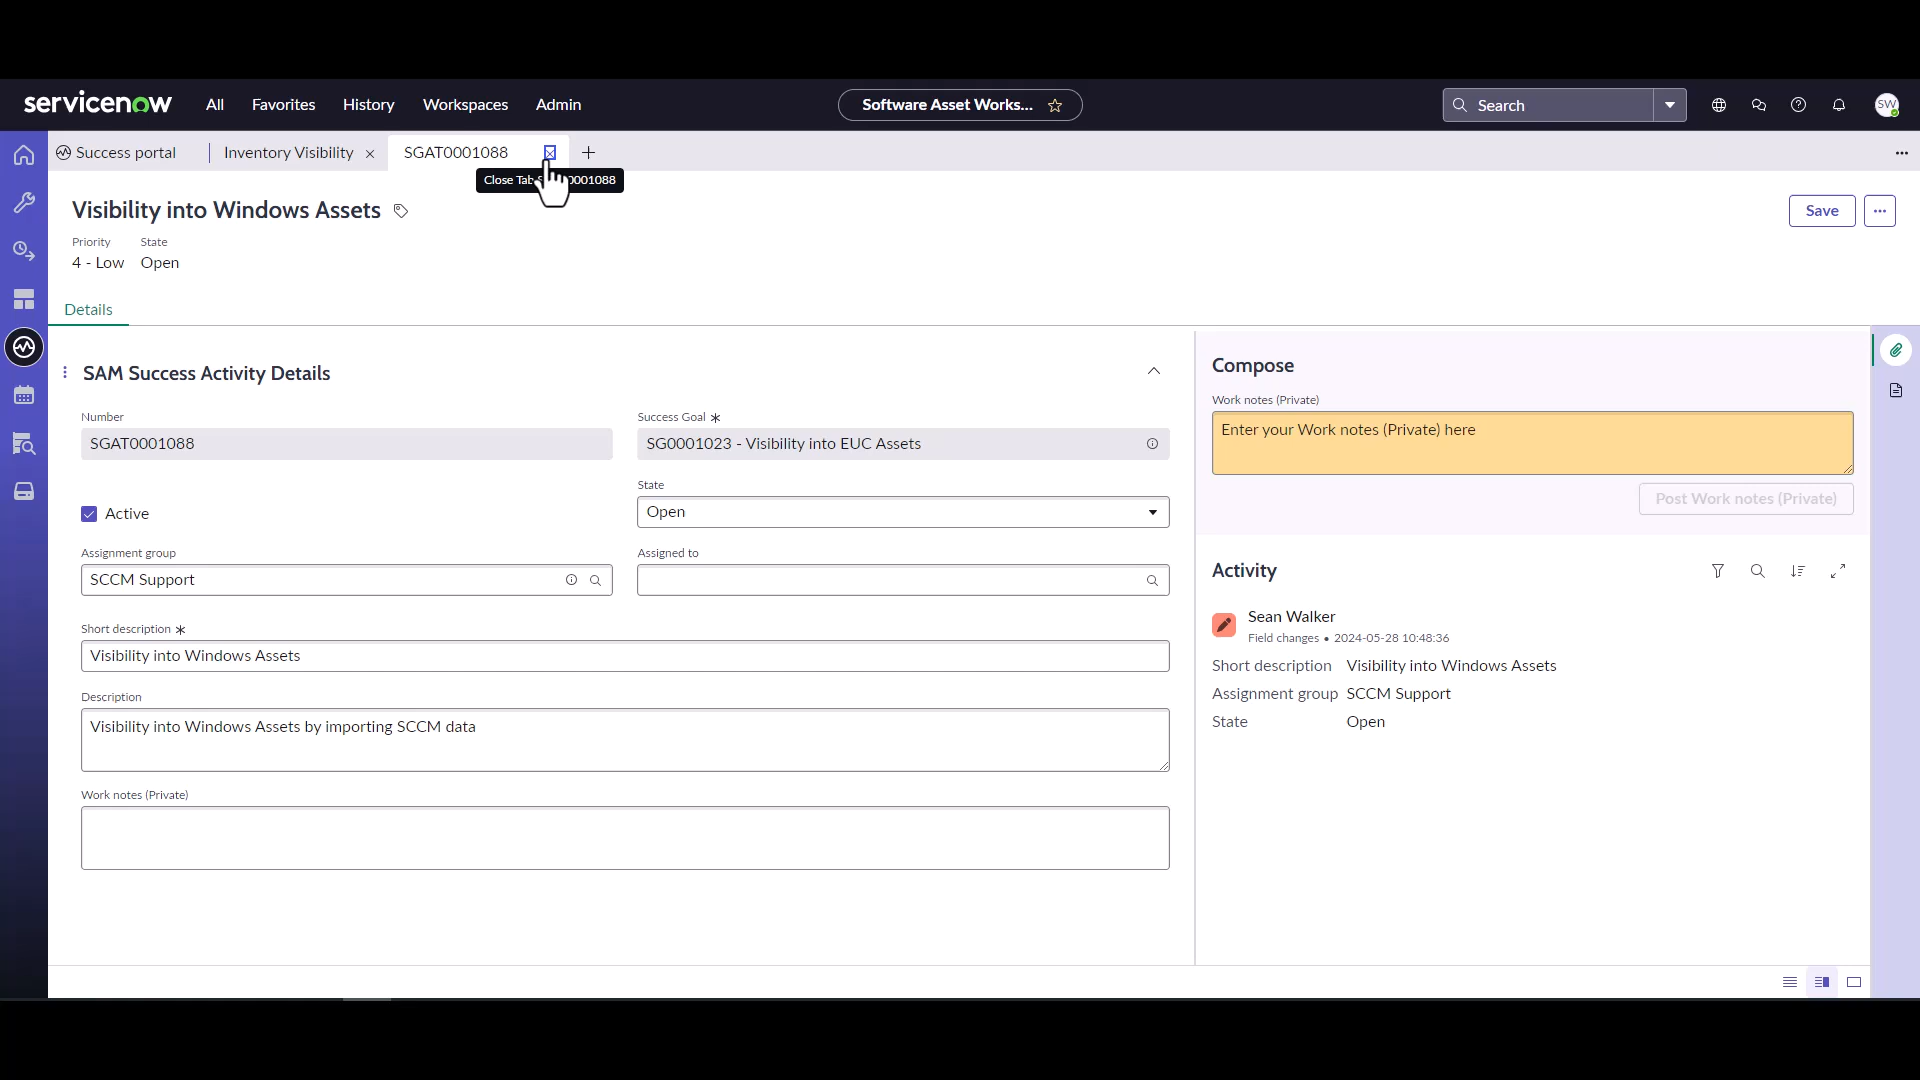 servicenow All Favorites History Workspaces Admin Software Asset Works... Search SW
Success portal Inventory Visibility SGAT0001088
Close Tab 0001088
Visibility into Windows Assets
Save
Priority State
4 - Low Open
Details
SAM Success Activity Details
Number
SGAT0001088
Success Goal *
SG0001023 - Visibility into EUC Assets
Active
State
Open
Assignment group
SCCM Support
Assigned to
Short description *
Visibility into Windows Assets
Description
Visibility into Windows Assets by importing SCCM data
Work notes (Private)
Compose
Work notes (Private)
Enter your Work notes (Private) here
Post Work notes (Private)
Activity
Sean Walker
Field changes • 2024-05-28 10:48:36
Short description Visibility into Windows Assets
Assignment group SCCM Support
State Open